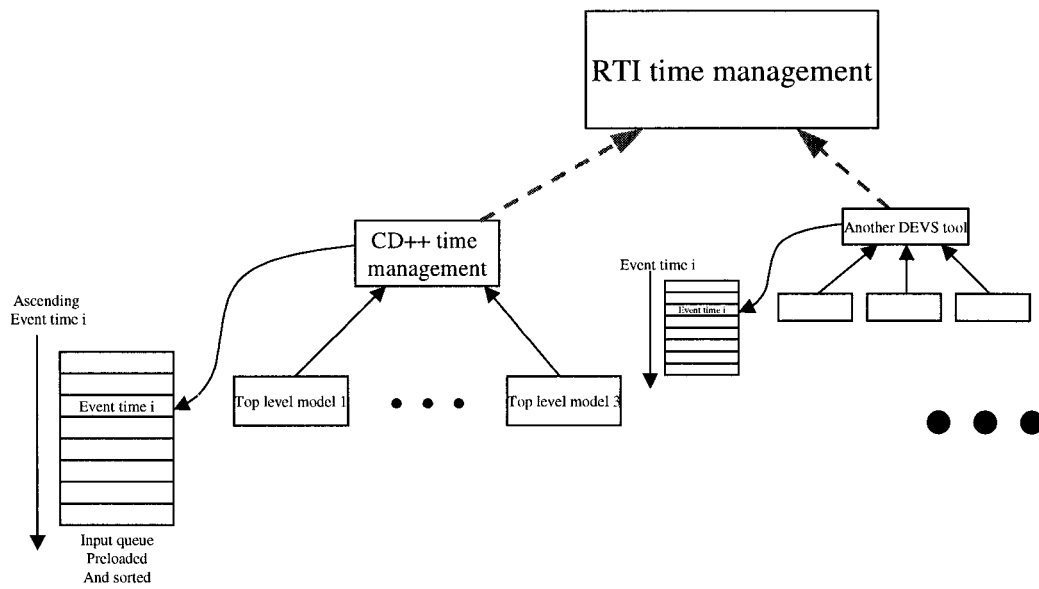 RTI time management
CD++ time
management
Another DEVS tool
Event time i
Event time i
Ascending
Event time i
Event time i
Top level model 1
Top level model 3
Input queue
Preloaded
And sorted